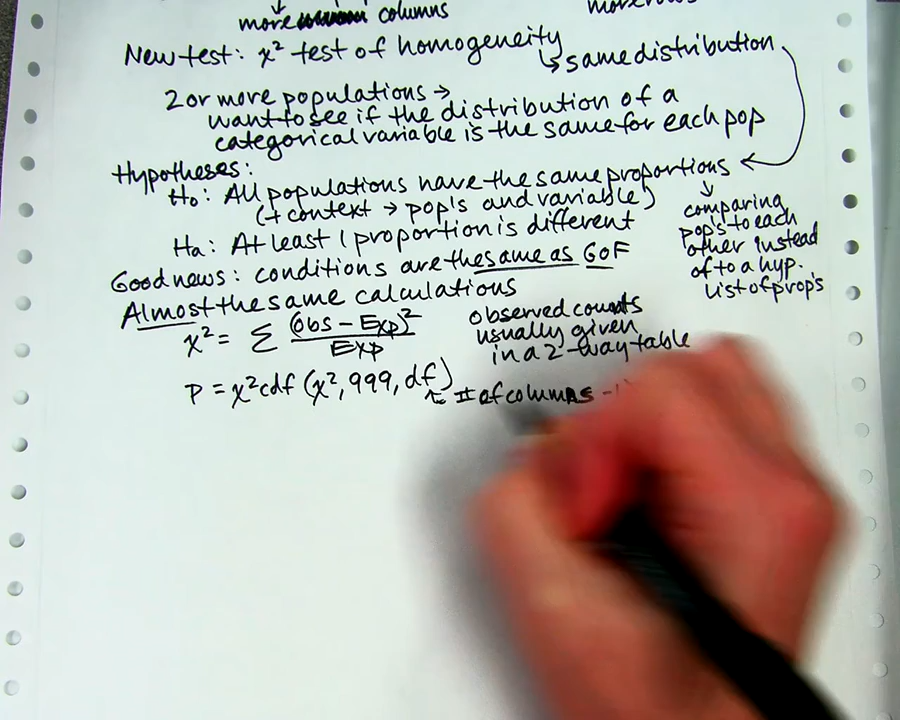 more columns
New test: χ² test of homogeneity
↳ same distribution
2 or more populations →
want to see if the distribution of a
categorical variable is the same for each pop
Hypotheses:
Ho: All populations have the same proportions
(+ context → pop's and variable)
Ha: At least 1 proportion is different
comparing
pop's to each
other instead
of to a hyp.
list of prop's
Good news: conditions are the same as GoF
Almost the same calculations
χ² = Σ (Obs - Exp)² / Exp
observed counts
usually given
in a 2-way table
P = χ²cdf (χ², 999, df)
# of columns -